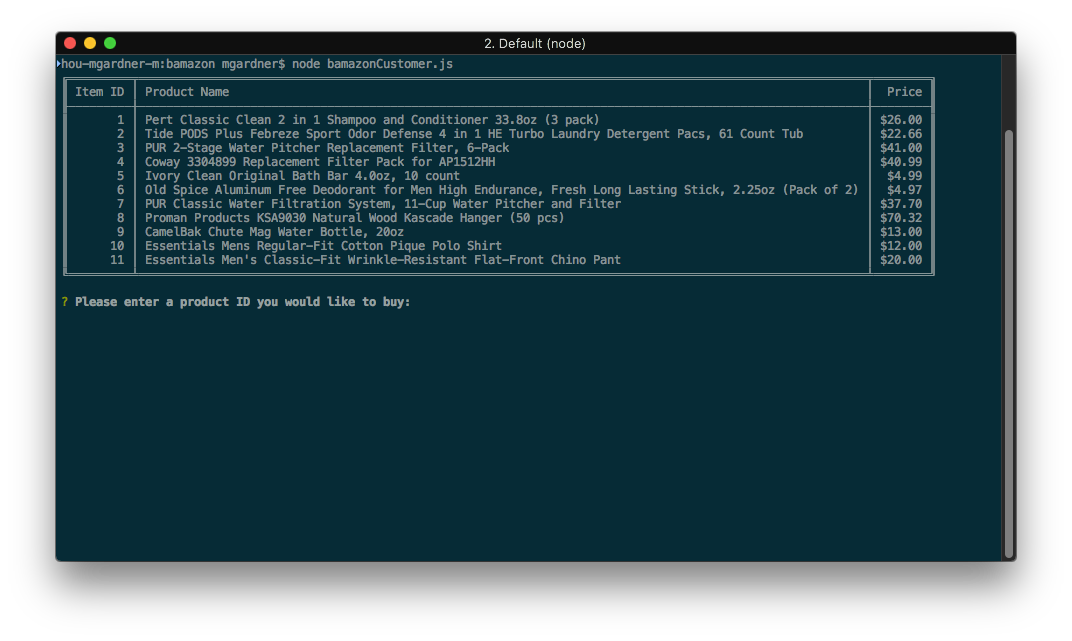 2. Default (node)
hou-mgardner-m:bamazon mgardner$ node bamazonCustomer.js
Item ID Product Name Price
1 Pert Classic Clean 2 in 1 Shampoo and Conditioner 33.8oz (3 pack) $26.00
2 Tide PODS Plus Febreze Sport Odor Defense 4 in 1 HE Turbo Laundry Detergent Pacs, 61 Count Tub $22.66
3 PUR 2-Stage Water Pitcher Replacement Filter, 6-Pack $41.00
4 Coway 3304899 Replacement Filter Pack for AP1512HH $40.99
5 Ivory Clean Original Bath Bar 4.0oz, 10 count $4.99
6 Old Spice Aluminum Free Deodorant for Men High Endurance, Fresh Long Lasting Stick, 2.25oz (Pack of 2) $4.97
7 PUR Classic Water Filtration System, 11-Cup Water Pitcher and Filter $37.70
8 Proman Products KSA9030 Natural Wood Kascade Hanger (50 pcs) $70.32
9 CamelBak Chute Mag Water Bottle, 20oz $13.00
10 Essentials Mens Regular-Fit Cotton Pique Polo Shirt $12.00
11 Essentials Men's Classic-Fit Wrinkle-Resistant Flat-Front Chino Pant $20.00
? Please enter a product ID you would like to buy: